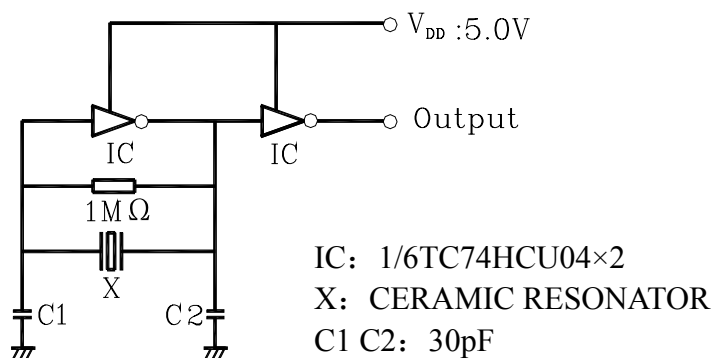 V_DD :5.0V
Output
IC
IC
1MΩ
X
C1
C2
IC：1/6TC74HCU04×2
X：CERAMIC RESONATOR
C1 C2：30pF